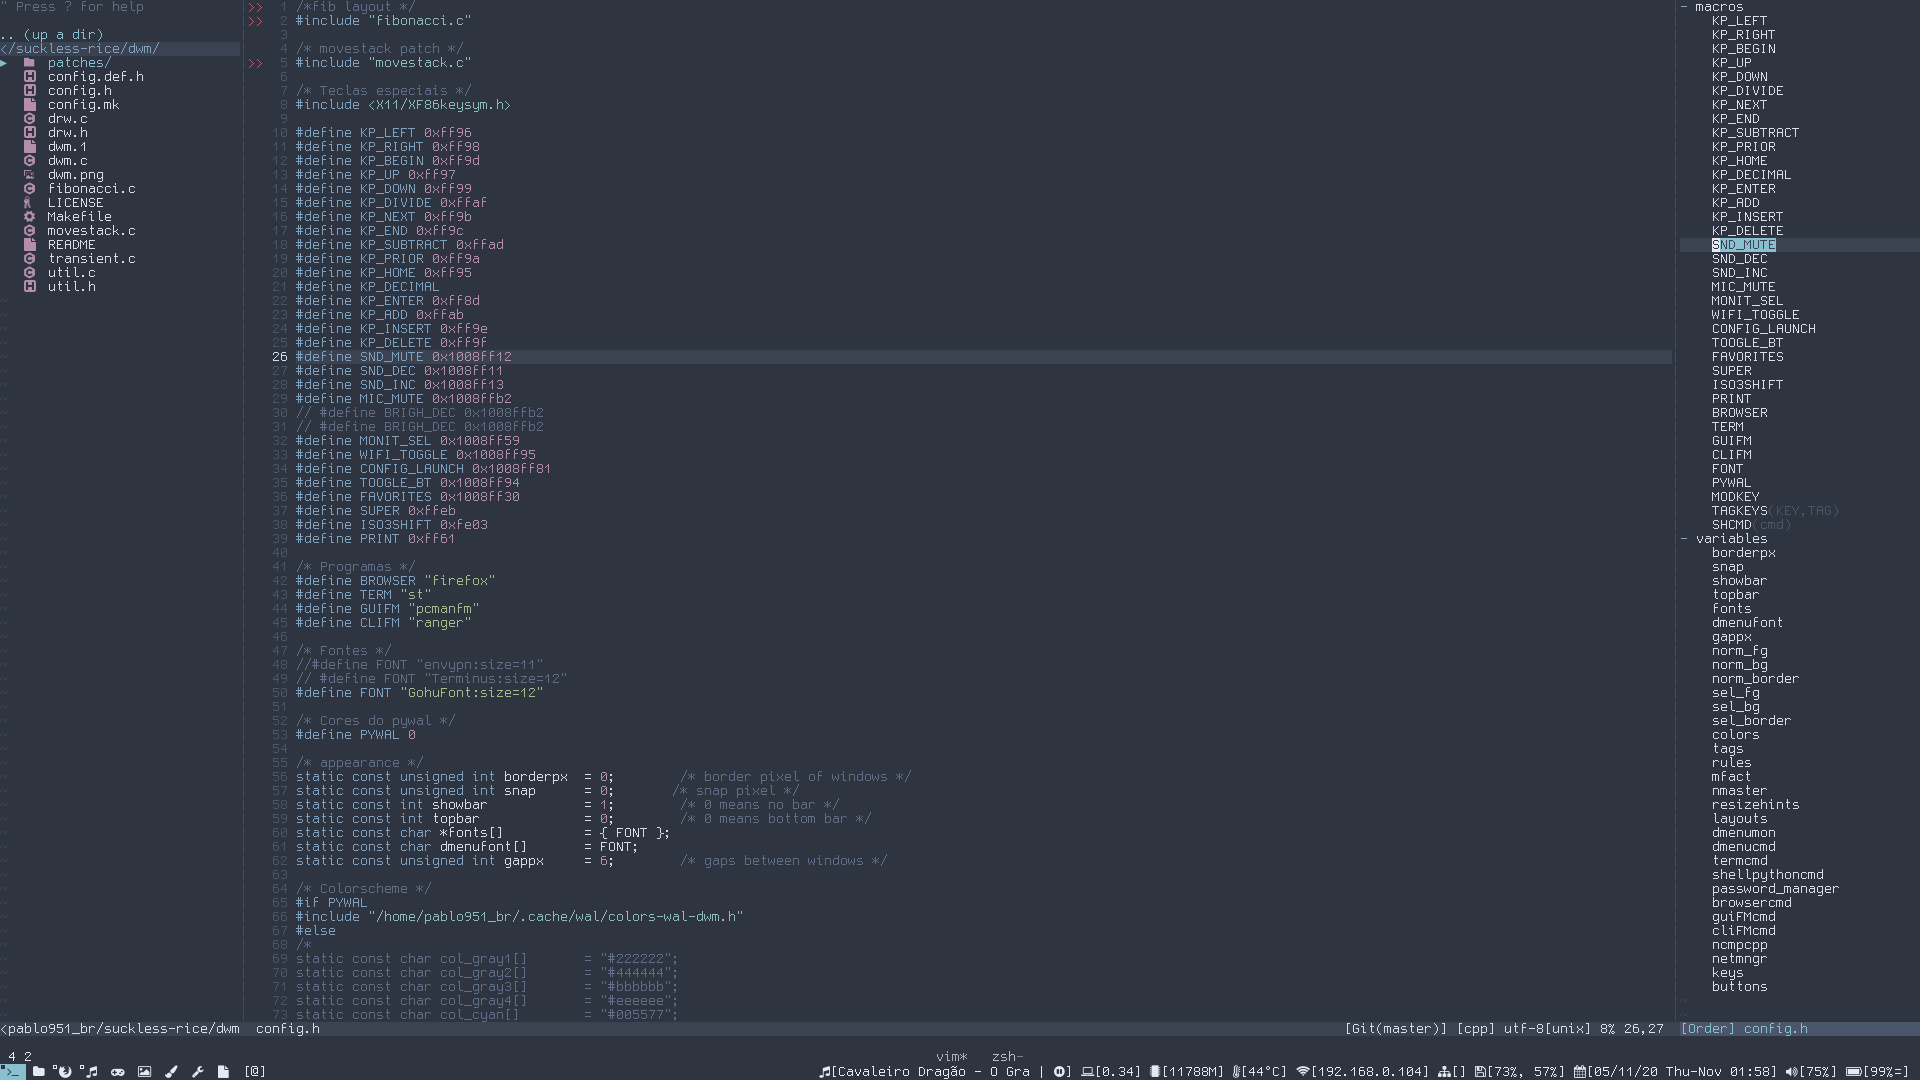 " Press ? for help
.. (up a dir)
</suckless-rice/dwm/
patches/
config.def.h
config.h
config.mk
drw.c
drw.h
dwm.1
dwm.c
dwm.png
fibonacci.c
LICENSE
Makefile
movestack.c
README
transient.c
util.c
util.h
>> 1 /*fib layout */
>> 2 #include "fibonacci.c"
3
4 /* movestack patch */
>> 5 #include "movestack.c"
6
7 /* Teclas especiais */
8 #include <X11/XF86keysym.h>
9
10 #define KP_LEFT 0xff96
11 #define KP_RIGHT 0xff98
12 #define KP_BEGIN 0xff9d
13 #define KP_UP 0xff97
14 #define KP_DOWN 0xff99
15 #define KP_DIVIDE 0xffaf
16 #define KP_NEXT 0xff9b
17 #define KP_END 0xff9c
18 #define KP_SUBTRACT 0xffad
19 #define KP_PRIOR 0xff9a
20 #define KP_HOME 0xff95
21 #define KP_DECIMAL
22 #define KP_ENTER 0xff8d
23 #define KP_ADD 0xffab
24 #define KP_INSERT 0xff9e
25 #define KP_DELETE 0xff9f
26 #define SND_MUTE 0x1008ff12
27 #define SND_DEC 0x1008ff11
28 #define SND_INC 0x1008ff13
29 #define MIC_MUTE 0x1008ffb2
30 // #define BRIGH_DEC 0x1008ffb2
31 // #define BRIGH_DEC 0x1008ffb2
32 #define MONIT_SEL 0x1008ff59
33 #define WIFI_TOGGLE 0x1008ff95
34 #define CONFIG_LAUNCH 0x1008ff81
35 #define TOOGLE_BT 0x1008ff94
36 #define FAVORITES 0x1008ff30
37 #define SUPER 0xffeb
38 #define ISO3SHIFT 0xfe03
39 #define PRINT 0xff61
40
41 /* Programas */
42 #define BROWSER "firefox"
43 #define TERM "st"
44 #define GUIFM "pcmanfm"
45 #define CLIFM "ranger"
46
47 /* Fontes */
48 //#define FONT "envypn:size=11"
49 // #define FONT "Terminus:size=12"
50 #define FONT "GohuFont:size=12"
51
52 /* Cores do pywal */
53 #define PYWAL 0
54
55 /* appearance */
56 static const unsigned int borderpx = 0; /* border pixel of windows */
57 static const unsigned int snap = 0; /* snap pixel */
58 static const int showbar = 1; /* 0 means no bar */
59 static const int topbar = 0; /* 0 means bottom bar */
60 static const char *fonts[] = { FONT };
61 static const char dmenufont[] = FONT;
62 static const unsigned int gappx = 6; /* gaps between windows */
63
64 /* Colorscheme */
65 #if PYWAL
66 #include "/home/pablo951_br/.cache/wal/colors-wal-dwm.h"
67 #else
68 /*
69 static const char col_gray1[] = "#222222";
70 static const char col_gray2[] = "#444444";
71 static const char col_gray3[] = "#bbbbbb";
72 static const char col_gray4[] = "#eeeeee";
73 static const char col_cyan[] = "#005577";
- macros
KP_LEFT
KP_RIGHT
KP_BEGIN
KP_UP
KP_DOWN
KP_DIVIDE
KP_NEXT
KP_END
KP_SUBTRACT
KP_PRIOR
KP_HOME
KP_DECIMAL
KP_ENTER
KP_ADD
KP_INSERT
KP_DELETE
SND_MUTE
SND_DEC
SND_INC
MIC_MUTE
MONIT_SEL
WIFI_TOGGLE
CONFIG_LAUNCH
TOOGLE_BT
FAVORITES
SUPER
ISO3SHIFT
PRINT
BROWSER
TERM
GUIFM
CLIFM
FONT
PYWAL
MODKEY
TAGKEYS(KEY,TAG)
SHCMD(cmd)
- variables
borderpx
snap
showbar
topbar
fonts
dmenufont
gappx
norm_fg
norm_bg
norm_border
sel_fg
sel_bg
sel_border
colors
tags
rules
mfact
nmaster
resizehints
layouts
dmenumon
dmenucmd
termcmd
shellpythoncmd
password_manager
browsercmd
guiFMcmd
cliFMcmd
ncmpcpp
netmngr
keys
buttons
<pablo951_br/suckless-rice/dwm config.h [Git(master)] [cpp] utf-8[unix] 8% 26,27 [Order] config.h
4 2 vim* zsh-
[@] [Cavaleiro Dragão - O Gra | [0.34] [11788M] [44°C] [192.168.0.104] [] [73%, 57%] [05/11/20 Thu-Nov 01:58] [75%] [99%=]